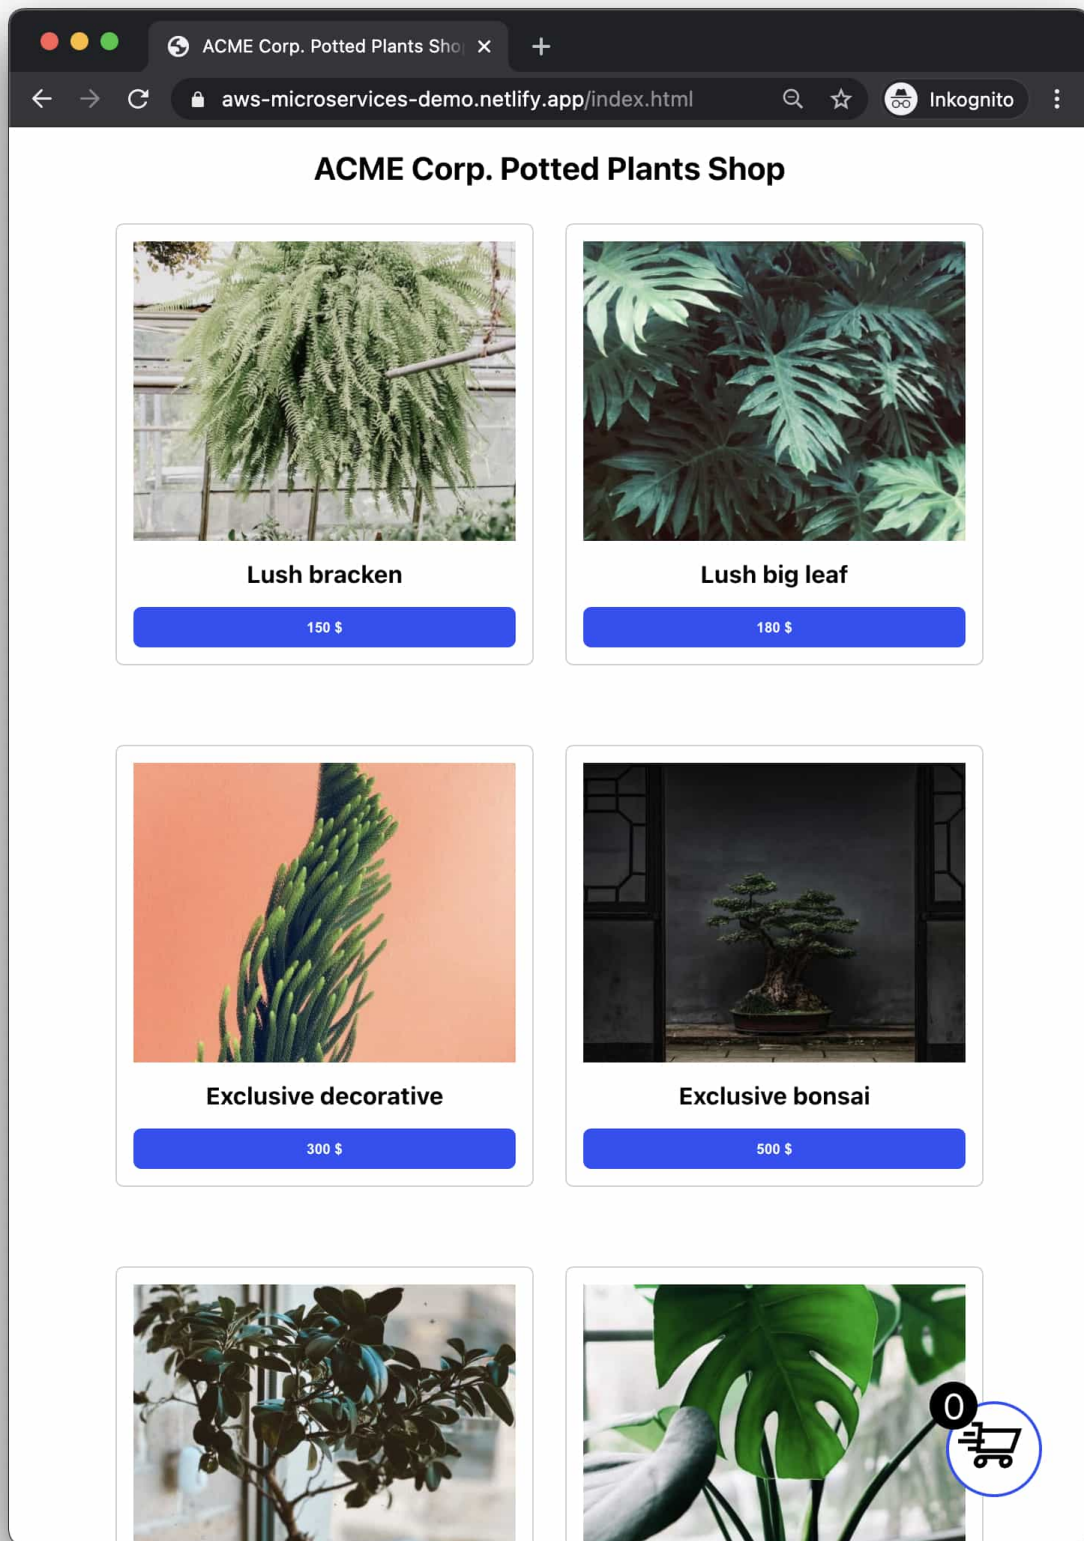 ACME Corp. Potted Plants Sho
aws-microservices-demo.netlify.app/index.html
Inkognito
ACME Corp. Potted Plants Shop
Lush bracken
150 $
Lush big leaf
180 $
Exclusive decorative
300 $
Exclusive bonsai
500 $
0